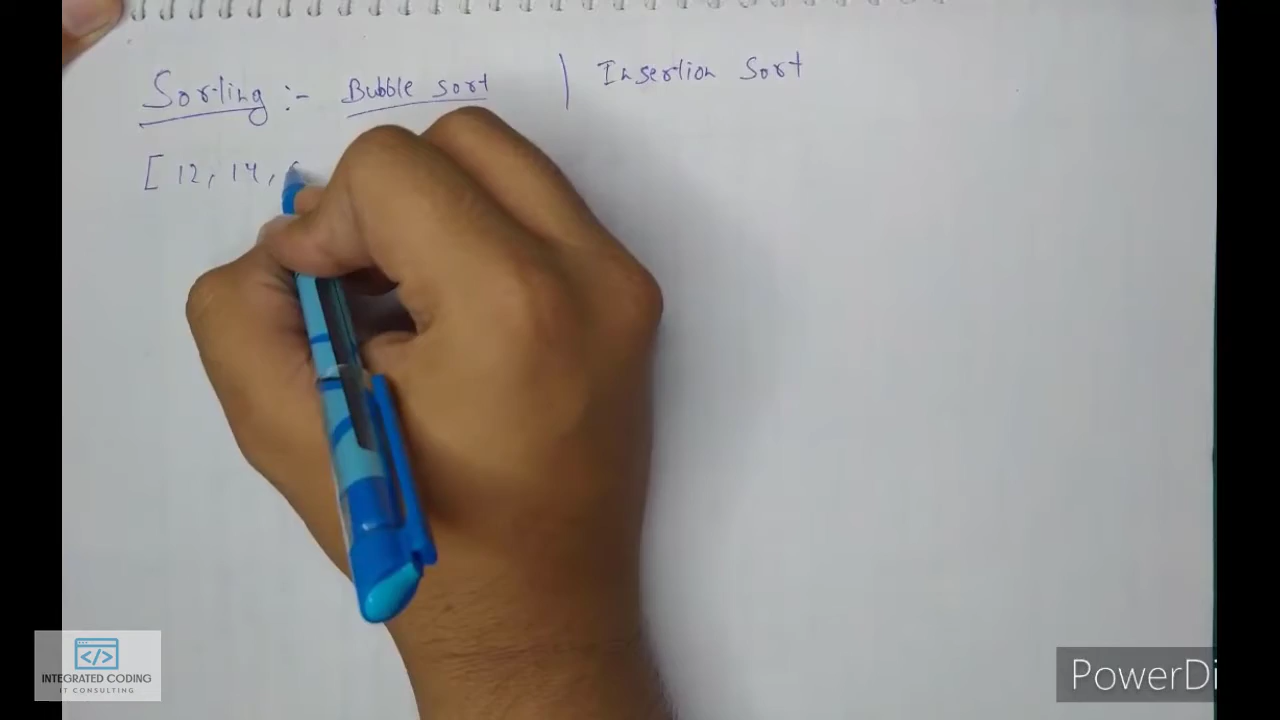 Sorting :- Bubble sort | Insertion Sort
[ 12, 14,
INTEGRATED CODING
IT CONSULTING
PowerDi